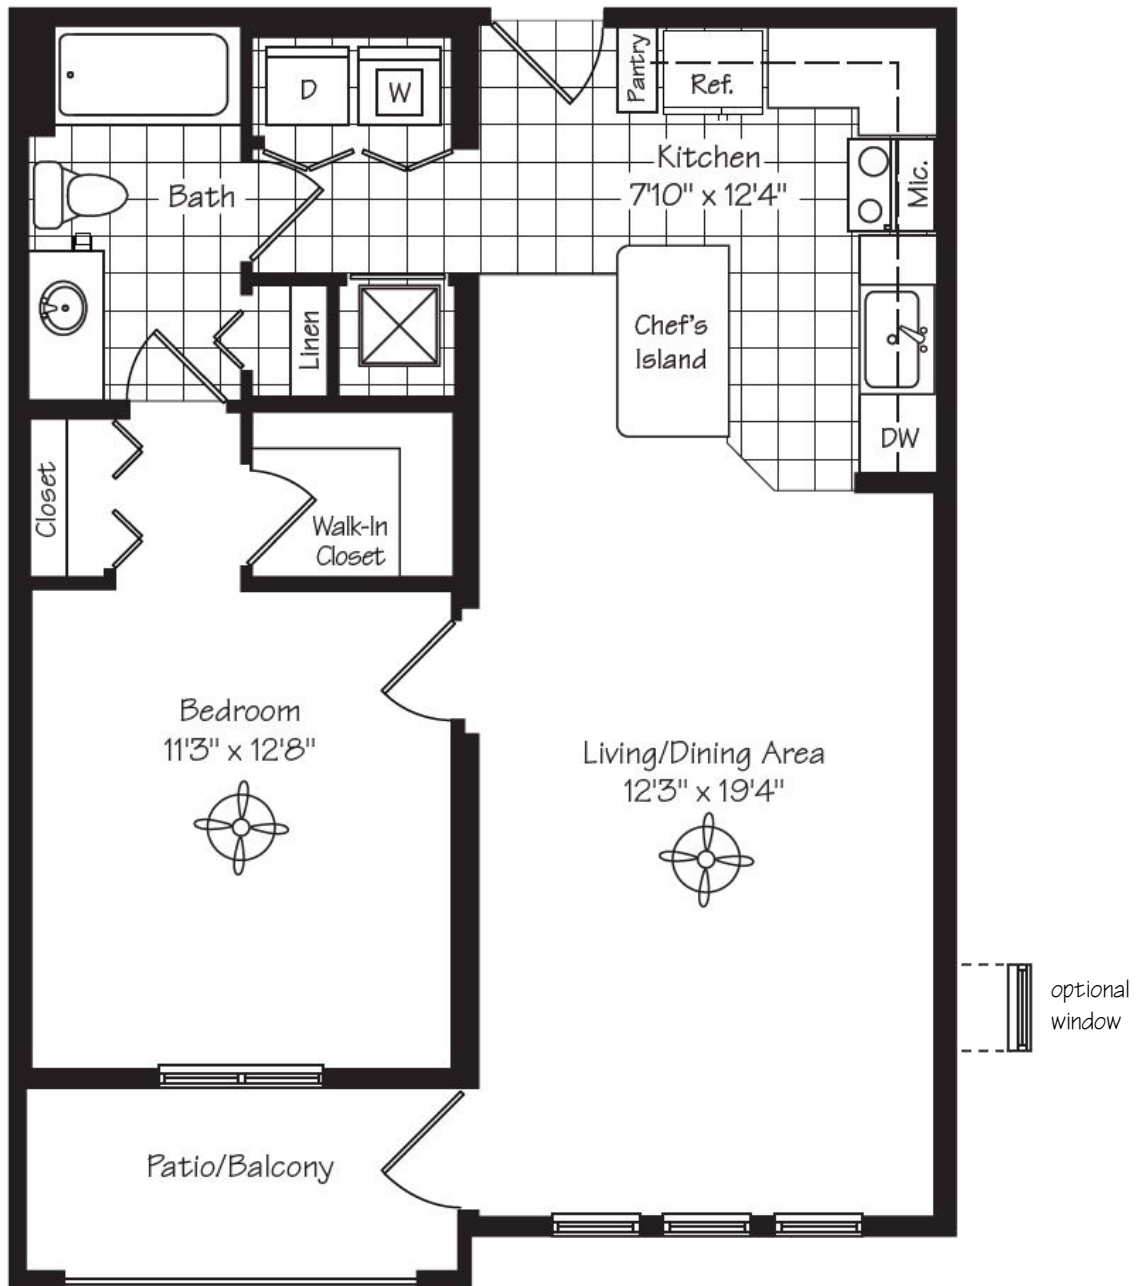 D
W
Pantry
Ref.
Kitchen
7'10" x 12'4"
Mic.
Bath
Linen
Chef's
Island
DW
Closet
Walk-In
Closet
Bedroom
11'3" x 12'8"
Living/Dining Area
12'3" x 19'4"
optional
window
Patio/Balcony